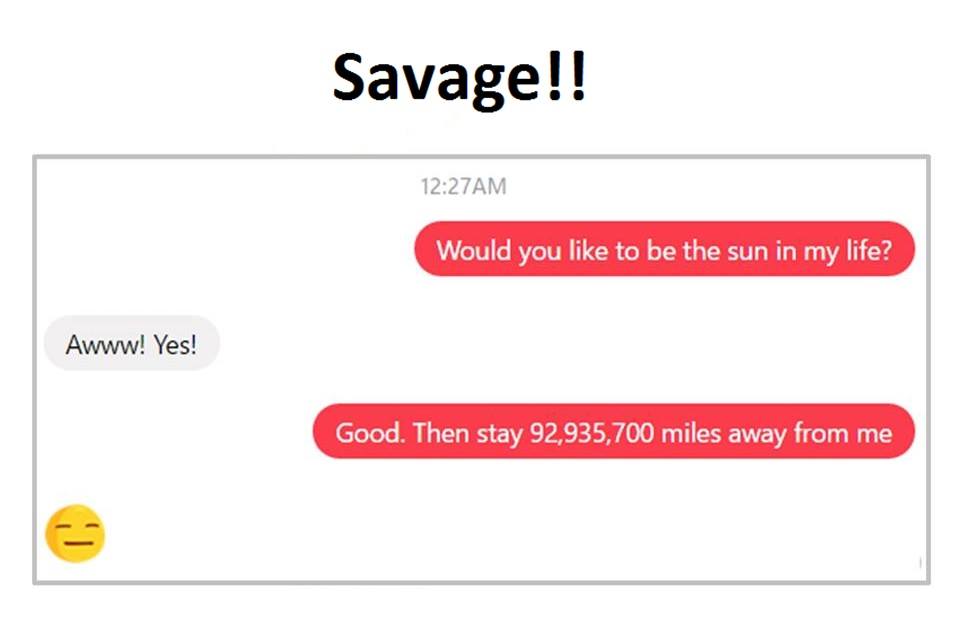 Savage!!
12:27AM
Would you like to be the sun in my life?
Awww! Yes!
Good. Then stay 92,935,700 miles away from me